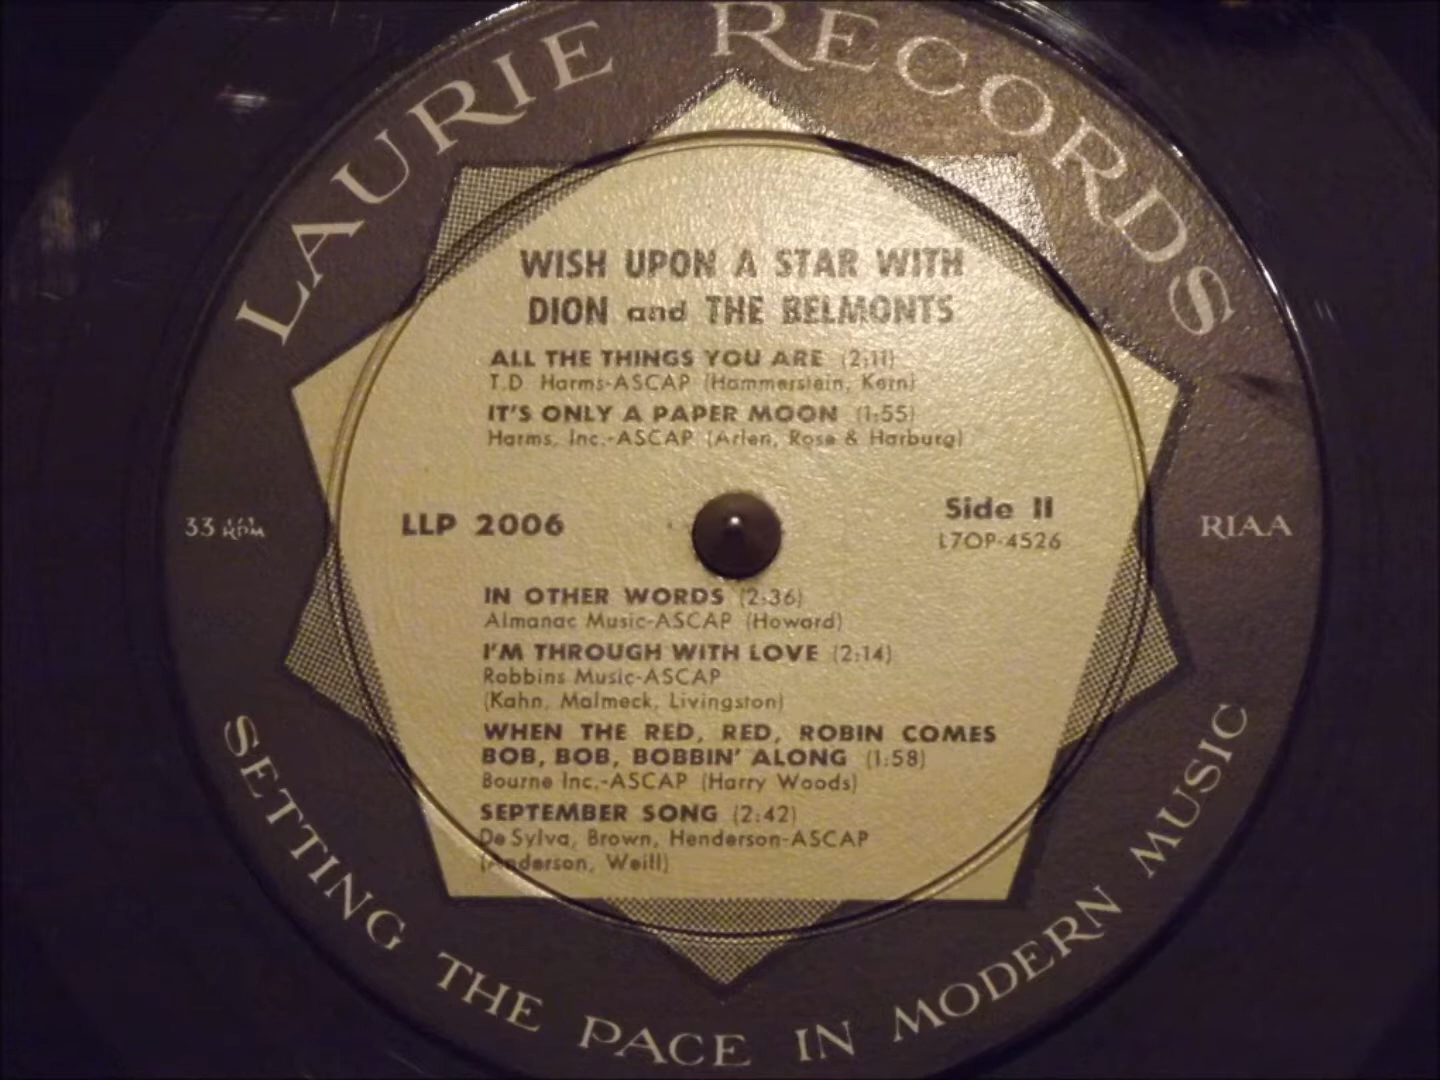 LAURIE RECORDS
WISH UPON A STAR WITH
DION and THE BELMONTS
ALL THE THINGS YOU ARE (2:11)
T.D Harms-ASCAP (Hammerstein, Kern)
IT'S ONLY A PAPER MOON (1:55)
Harms, Inc.-ASCAP (Arlen, Rose & Harburg)
33 RPM
LLP 2006
Side II
L7OP-4526
RIAA
IN OTHER WORDS (2:36)
Almanac Music-ASCAP (Howard)
I'M THROUGH WITH LOVE (2:14)
Robbins Music-ASCAP
(Kahn, Malmeck, Livingston)
WHEN THE RED, RED, ROBIN COMES
BOB, BOB, BOBBIN' ALONG (1:58)
Bourne Inc.-ASCAP (Harry Woods)
SEPTEMBER SONG (2:42)
De Sylva, Brown, Henderson-ASCAP
(Anderson, Weill)
SETTING THE PACE IN MODERN MUSIC